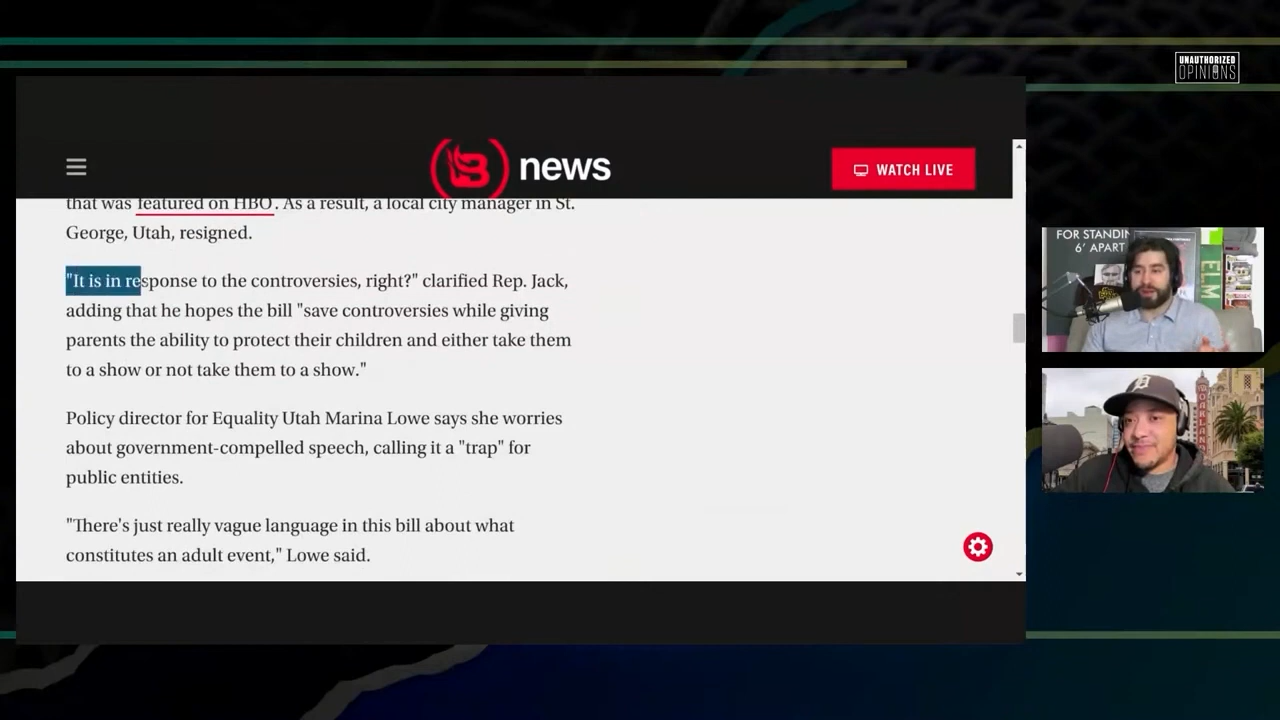 UNAUTHORIZED
OPINIONS
news
WATCH LIVE
that was featured on HBO. As a result, a local city manager in St.
George, Utah, resigned.
"It is in response to the controversies, right?" clarified Rep. Jack,
adding that he hopes the bill "save controversies while giving
parents the ability to protect their children and either take them
to a show or not take them to a show."
Policy director for Equality Utah Marina Lowe says she worries
about government-compelled speech, calling it a "trap" for
public entities.
"There's just really vague language in this bill about what
constitutes an adult event," Lowe said.
FOR STANDIN
6' APART
ELM
OAKLAND